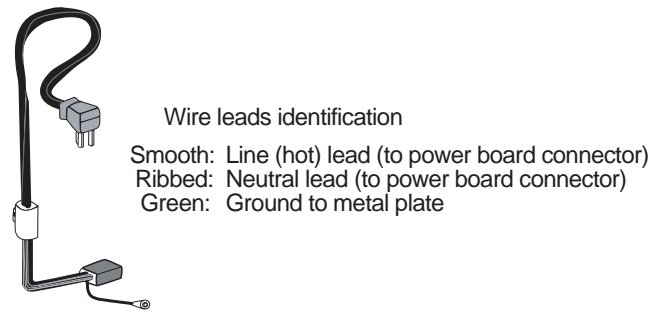 Wire leads identification
Smooth: Line (hot) lead (to power board connector)
Ribbed: Neutral lead (to power board connector)
Green: Ground to metal plate